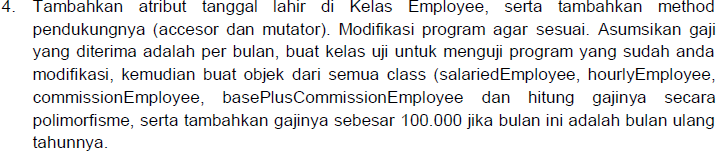 4. Tambahkan atribut tanggal lahir di Kelas Employee, serta tambahkan method
pendukungnya (accesor dan mutator). Modifikasi program agar sesuai. Asumsikan gaji
yang diterima adalah per bulan, buat kelas uji untuk menguji program yang sudah anda
modifikasi, kemudian buat objek dari semua class (salariedEmployee, hourlyEmployee,
commissionEmployee, basePlusCommissionEmployee dan hitung gajinya secara
polimorfisme, serta tambahkan gajinya sebesar 100.000 jika bulan ini adalah bulan ulang
tahunnya.